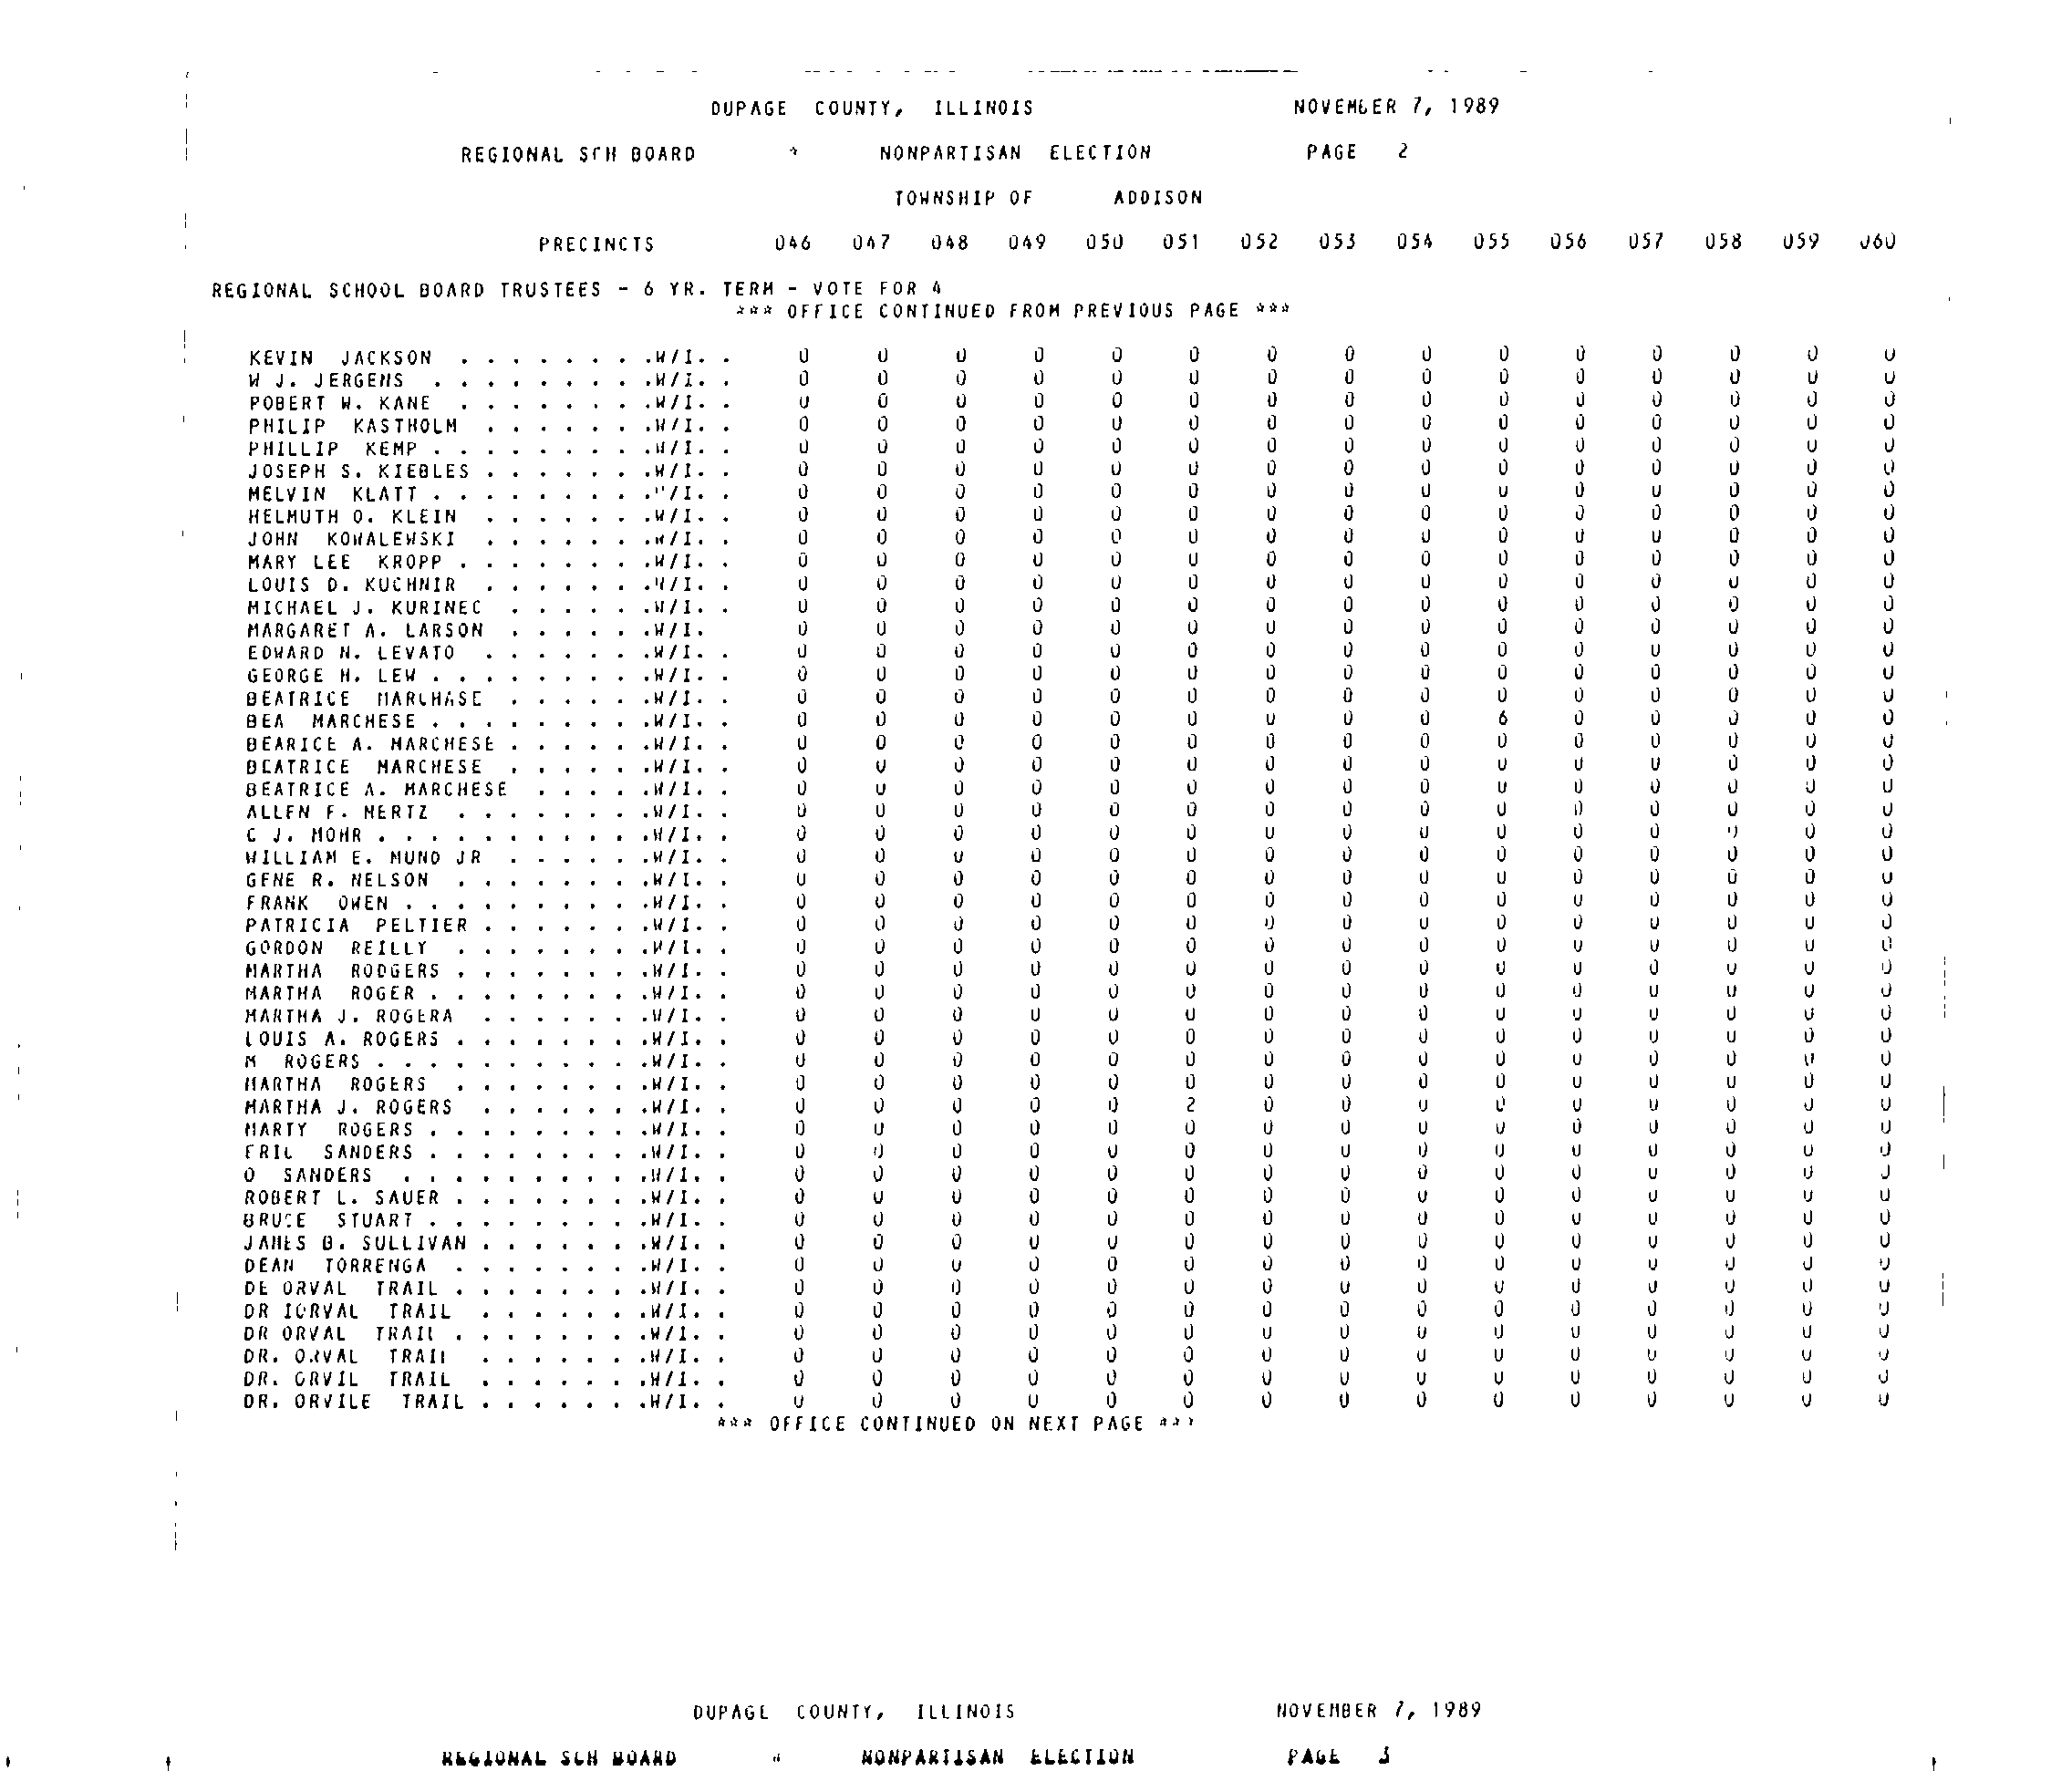 DUPAGE COUNTY, ILLINOIS NOVEMBER 7, 1989
REGIONAL SCH BOARD * NONPARTISAN ELECTION PAGE 2
TOWNSHIP OF ADDISON
PRECINCTS 046 047 048 049 050 051 052 053 054 055 056 057 058 059 060
REGIONAL SCHOOL BOARD TRUSTEES - 6 YR. TERM - VOTE FOR 4
*** OFFICE CONTINUED FROM PREVIOUS PAGE ***
KEVIN JACKSON . . . . . . . .W/I. . 0 0 0 0 0 0 0 0 0 0 0 0 0 0 0
W J. JERGENS . . . . . . . . .W/I. . 0 0 0 0 0 0 0 0 0 0 0 0 0 0 0
ROBERT W. KANE . . . . . . . .W/I. . 0 0 0 0 0 0 0 0 0 0 0 0 0 0 0
PHILIP KASTHOLM . . . . . . .W/I. . 0 0 0 0 0 0 0 0 0 0 0 0 0 0 0
PHILLIP KEMP . . . . . . . . .W/I. . 0 0 0 0 0 0 0 0 0 0 0 0 0 0 0
JOSEPH S. KIEBLES . . . . . . .W/I. . 0 0 0 0 0 0 0 0 0 0 0 0 0 0 0
MELVIN KLATT . . . . . . . . .W/I. . 0 0 0 0 0 0 0 0 0 0 0 0 0 0 0
HELMUTH O. KLEIN . . . . . . .W/I. . 0 0 0 0 0 0 0 0 0 0 0 0 0 0 0
JOHN KOWALEWSKI . . . . . . .W/I. . 0 0 0 0 0 0 0 0 0 0 0 0 0 0 0
MARY LEE KROPP . . . . . . . .W/I. . 0 0 0 0 0 0 0 0 0 0 0 0 0 0 0
LOUIS D. KUCHNIR . . . . . . .W/I. . 0 0 0 0 0 0 0 0 0 0 0 0 0 0 0
MICHAEL J. KURINEC . . . . . .W/I. . 0 0 0 0 0 0 0 0 0 0 0 0 0 0 0
MARGARET A. LARSON . . . . . .W/I. 0 0 0 0 0 0 0 0 0 0 0 0 0 0 0
EDWARD N. LEVATO . . . . . . .W/I. . 0 0 0 0 0 0 0 0 0 0 0 0 0 0 0
GEORGE H. LEW . . . . . . . . .W/I. . 0 0 0 0 0 0 0 0 0 0 0 0 0 0 0
BEATRICE MARCHASE . . . . . .W/I. . 0 0 0 0 0 0 0 0 0 0 0 0 0 0 0
BEA MARCHESE . . . . . . . . .W/I. . 0 0 0 0 0 0 0 0 0 6 0 0 0 0 0
BEARICE A. MARCHESE . . . . . .W/I. . 0 0 0 0 0 0 0 0 0 0 0 0 0 0 0
BEATRICE MARCHESE . . . . . .W/I. . 0 0 0 0 0 0 0 0 0 0 0 0 0 0 0
BEATRICE A. MARCHESE . . . . .W/I. . 0 0 0 0 0 0 0 0 0 0 0 0 0 0 0
ALLEN F. MERTZ . . . . . . . .W/I. . 0 0 0 0 0 0 0 0 0 0 0 0 0 0 0
C J. MOHR . . . . . . . . . . .W/I. . 0 0 0 0 0 0 0 0 0 0 0 0 0 0 0
WILLIAM E. MUNO JR . . . . . .W/I. . 0 0 0 0 0 0 0 0 0 0 0 0 0 0 0
GENE R. NELSON . . . . . . . .W/I. . 0 0 0 0 0 0 0 0 0 0 0 0 0 0 0
FRANK OWEN . . . . . . . . . .W/I. . 0 0 0 0 0 0 0 0 0 0 0 0 0 0 0
PATRICIA PELTIER . . . . . . .W/I. . 0 0 0 0 0 0 0 0 0 0 0 0 0 0 0
GORDON REILLY . . . . . . . .W/I. . 0 0 0 0 0 0 0 0 0 0 0 0 0 0 0
MARTHA RODGERS . . . . . . . .W/I. . 0 0 0 0 0 0 0 0 0 0 0 0 0 0 0
MARTHA ROGER . . . . . . . . .W/I. . 0 0 0 0 0 0 0 0 0 0 0 0 0 0 0
MARTHA J. ROGERA . . . . . . .W/I. . 0 0 0 0 0 0 0 0 0 0 0 0 0 0 0
LOUIS A. ROGERS . . . . . . . .W/I. . 0 0 0 0 0 0 0 0 0 0 0 0 0 0 0
M ROGERS . . . . . . . . . . .W/I. . 0 0 0 0 0 0 0 0 0 0 0 0 0 0 0
MARTHA ROGERS . . . . . . . .W/I. . 0 0 0 0 0 0 0 0 0 0 0 0 0 0 0
MARTHA J. ROGERS . . . . . . .W/I. . 0 0 0 0 0 2 0 0 0 0 0 0 0 0 0
MARTY ROGERS . . . . . . . . .W/I. . 0 0 0 0 0 0 0 0 0 0 0 0 0 0 0
ERIC SANDERS . . . . . . . . .W/I. . 0 0 0 0 0 0 0 0 0 0 0 0 0 0 0
O SANDERS . . . . . . . . . .W/I. . 0 0 0 0 0 0 0 0 0 0 0 0 0 0 0
ROBERT L. SAUER . . . . . . . .W/I. . 0 0 0 0 0 0 0 0 0 0 0 0 0 0 0
BRUCE STUART . . . . . . . . .W/I. . 0 0 0 0 0 0 0 0 0 0 0 0 0 0 0
JAMES B. SULLIVAN . . . . . . .W/I. . 0 0 0 0 0 0 0 0 0 0 0 0 0 0 0
DEAN TORRENGA . . . . . . . .W/I. . 0 0 0 0 0 0 0 0 0 0 0 0 0 0 0
DE ORVAL TRAIL . . . . . . . .W/I. . 0 0 0 0 0 0 0 0 0 0 0 0 0 0 0
DR IORVAL TRAIL . . . . . . .W/I. . 0 0 0 0 0 0 0 0 0 0 0 0 0 0 0
DR ORVAL TRAIL . . . . . . . .W/I. . 0 0 0 0 0 0 0 0 0 0 0 0 0 0 0
DR. ORVAL TRAIL . . . . . . .W/I. . 0 0 0 0 0 0 0 0 0 0 0 0 0 0 0
DR. ORVIL TRAIL . . . . . . .W/I. . 0 0 0 0 0 0 0 0 0 0 0 0 0 0 0
DR. ORVILE TRAIL . . . . . . .W/I. . 0 0 0 0 0 0 0 0 0 0 0 0 0 0 0
*** OFFICE CONTINUED ON NEXT PAGE ***
DUPAGE COUNTY, ILLINOIS NOVEMBER 7, 1989
REGIONAL SCH BOARD * NONPARTISAN ELECTION PAGE 3